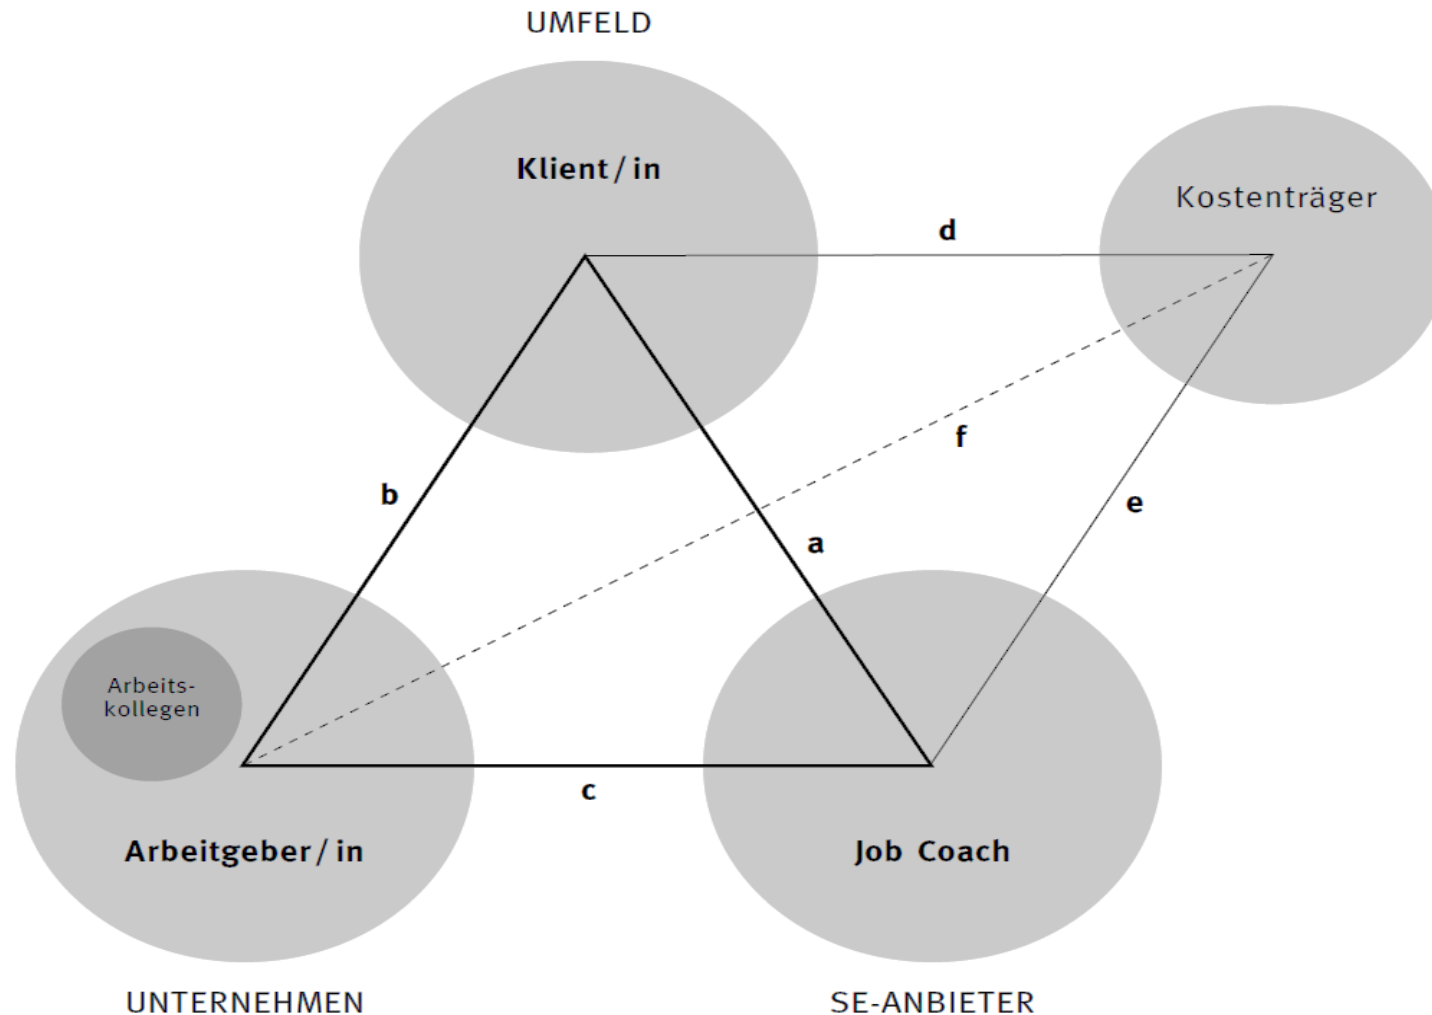 UMFELD
Klient/in
Kostenträger
d
f
b
e
a
Arbeits-
kollegen
c
Arbeitgeber/in
Job Coach
UNTERNEHMEN
SE-ANBIETER